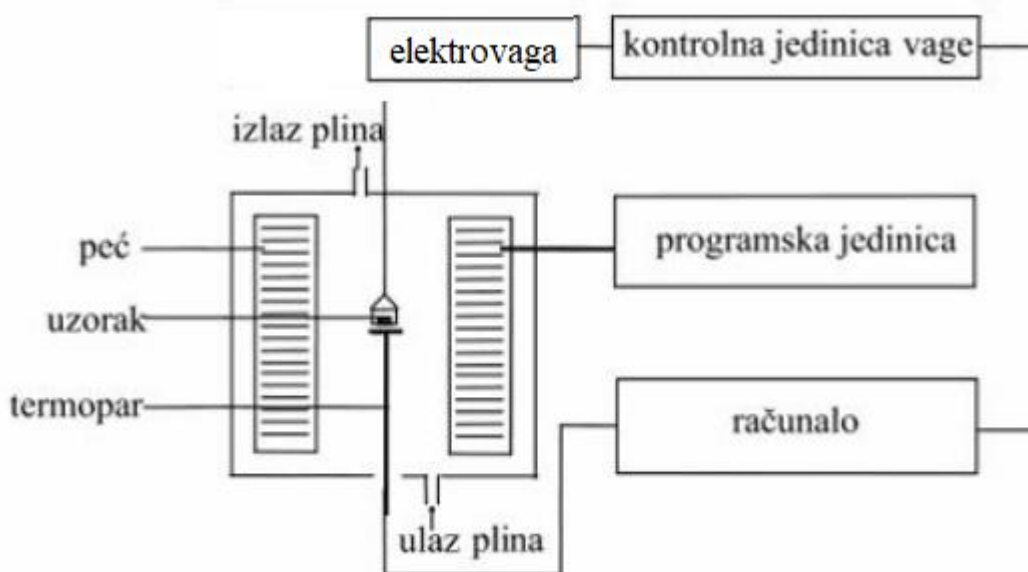 elektrovaga
kontrolna jedinica vage
izlaz plina
peć
programska jedinica
uzorak
termopar
računalo
ulaz plina